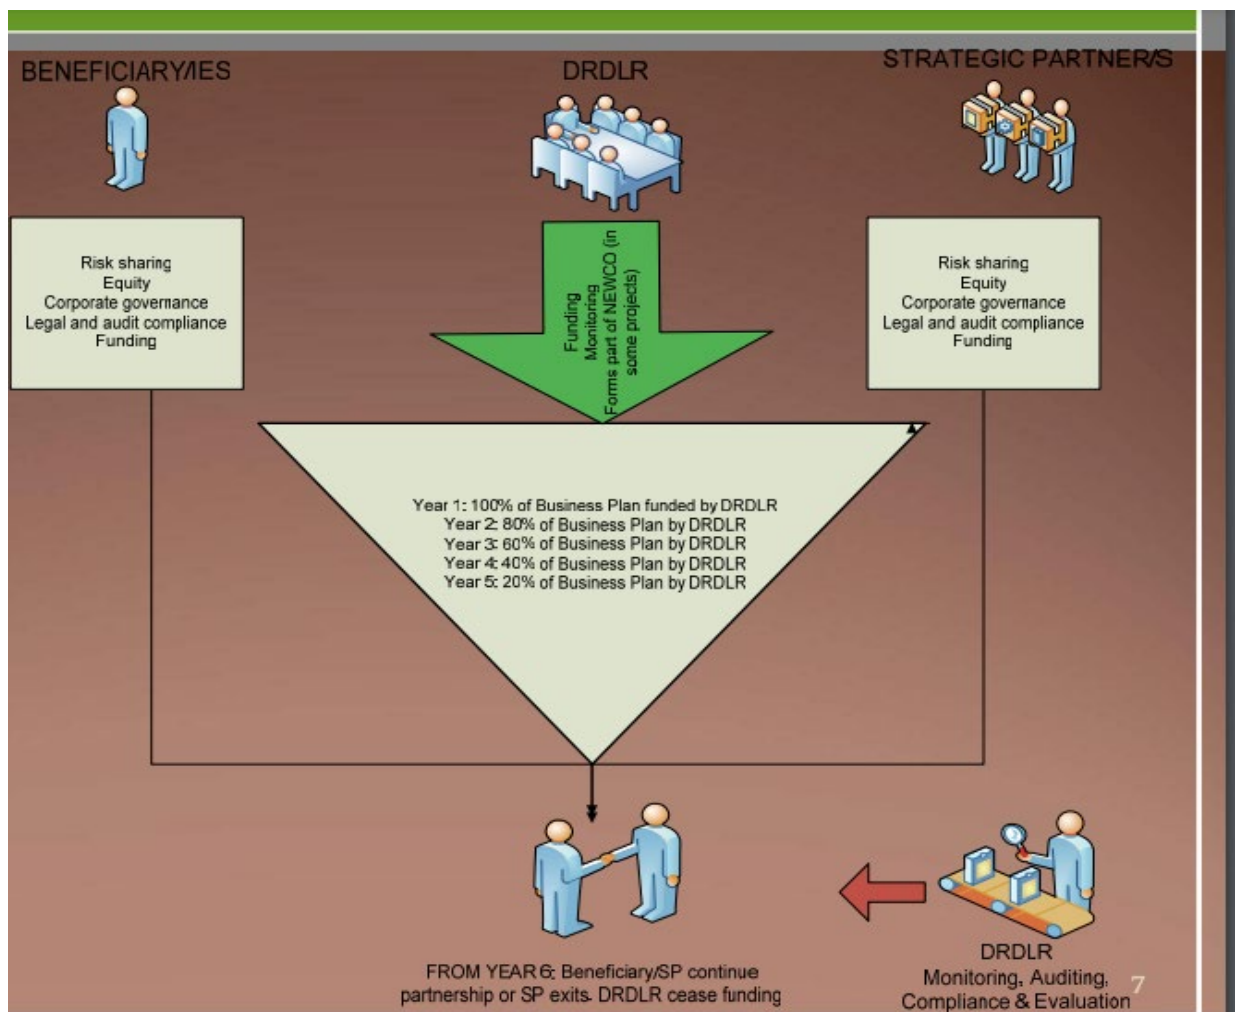 BENEFICIARY/IES
DRDLR
STRATEGIC PARTNER/S
Risk sharing
Equity
Corporate governance
Legal and audit compliance
Funding
Funding
Monitoring
Forms part of NEWCO (in
some projects)
Risk sharing
Equity
Corporate governance
Legal and audit compliance
Funding
Year 1: 100% of Business Plan funded by DRDLR
Year 2: 80% of Business Plan by DRDLR
Year 3: 60% of Business Plan by DRDLR
Year 4: 40% of Business Plan by DRDLR
Year 5: 20% of Business Plan by DRDLR
FROM YEAR 6: Beneficiary/SP continue
partnership or SP exits. DRDLR cease funding
DRDLR
Monitoring, Auditing,
Compliance & Evaluation
7